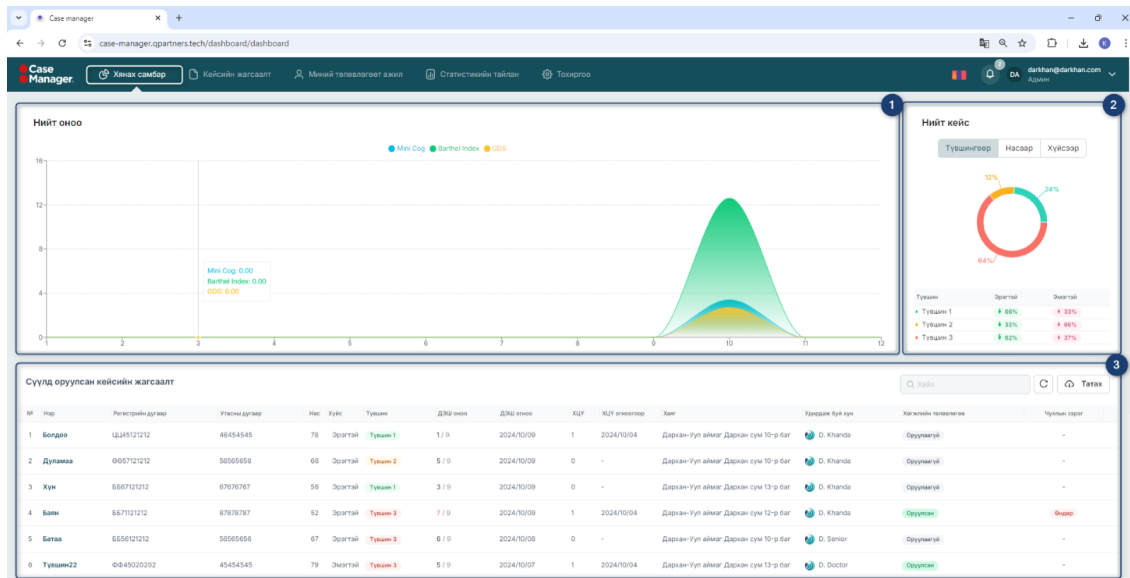 Case manager
case-manager.qpartners.tech/dashboard/dashboard
K
Case Manager.
Хянах самбар
Кейсийн жагсаалт
Миний төлөвлөгөөт ажил
Статистикийн тайлан
Тохиргоо
2
DA
darkhan@darkhan.com
Админ
1
Нийт оноо
Mini Cog Barthel Index GDS
16
12
8
4
0
Mini Cog: 0.00
Barthel Index: 0.00
GDS: 0.00
1 2 3 4 5 6 7 8 9 10 11 12
2
Нийт кейс
Түвшингөөр Насаар Хүйсээр
12%
24%
64%
Түвшин Эрэгтэй Эмэгтэй
Түвшин 1 66% 33%
Түвшин 2 33% 66%
Түвшин 3 62% 37%
3
Сүүлд оруулсан кейсийн жагсаалт
Хайх
Татах
№ Нэр Регистрийн дугаар Утасны дугаар Нас Хүйс Түвшин ДЭШ оноо ДЭШ огноо ХЦУ ХЦУ огноогоор Хаяг Удирдаж буй хүн Хөгжлийн төлөвлөгөө Чухлын зэрэг
1 Болдоо ЦЦ45121212 46454545 78 Эрэгтэй Түвшин 1 1 / 9 2024/10/09 1 2024/10/04 Дархан-Уул аймаг Дархан сум 10-р баг D. Khanda Оруулаагүй -
2 Дуламаа ӨӨ57121212 56565656 68 Эрэгтэй Түвшин 2 5 / 9 2024/10/09 0 - Дархан-Уул аймаг Дархан сум 10-р баг D. Khanda Оруулаагүй -
3 Хүн ББ67121212 67676767 56 Эрэгтэй Түвшин 1 3 / 9 2024/10/09 0 - Дархан-Уул аймаг Дархан сум 13-р баг D. Khanda Оруулаагүй -
4 Баян ББ71121212 87878787 52 Эрэгтэй Түвшин 3 7 / 9 2024/10/09 1 2024/10/04 Дархан-Уул аймаг Дархан сум 12-р баг D. Khanda Оруулсан Өндөр
5 Батаа ББ56121212 56565656 67 Эрэгтэй Түвшин 3 6 / 9 2024/10/08 0 - Дархан-Уул аймаг Дархан сум 10-р баг D. Senior Оруулаагүй -
6 Түвшин22 ФФ45020202 45454545 79 Эмэгтэй Түвшин 3 5 / 9 2024/10/07 1 2024/10/04 Дархан-Уул аймаг Дархан сум 13-р баг D. Doctor Оруулсан -